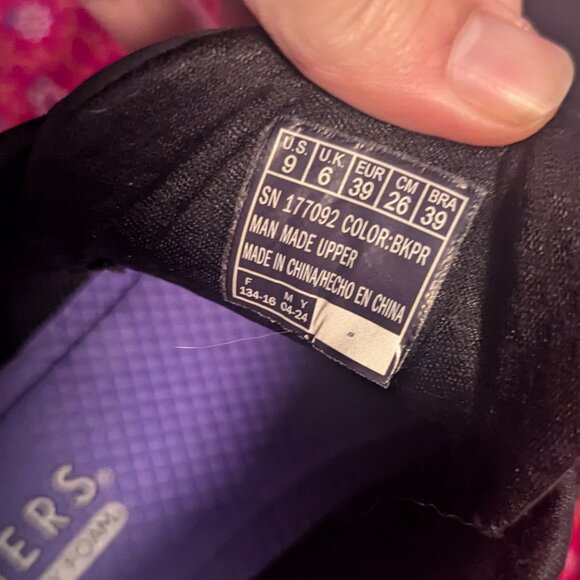 U.S. U.K. EUR CM BRA
9 6 39 26 39
SN 177092 COLOR:BKPR
MAN MADE UPPER
MADE IN CHINA/HECHO EN CHINA
F M Y
134-16 04-24
ERS®
Y FOAM